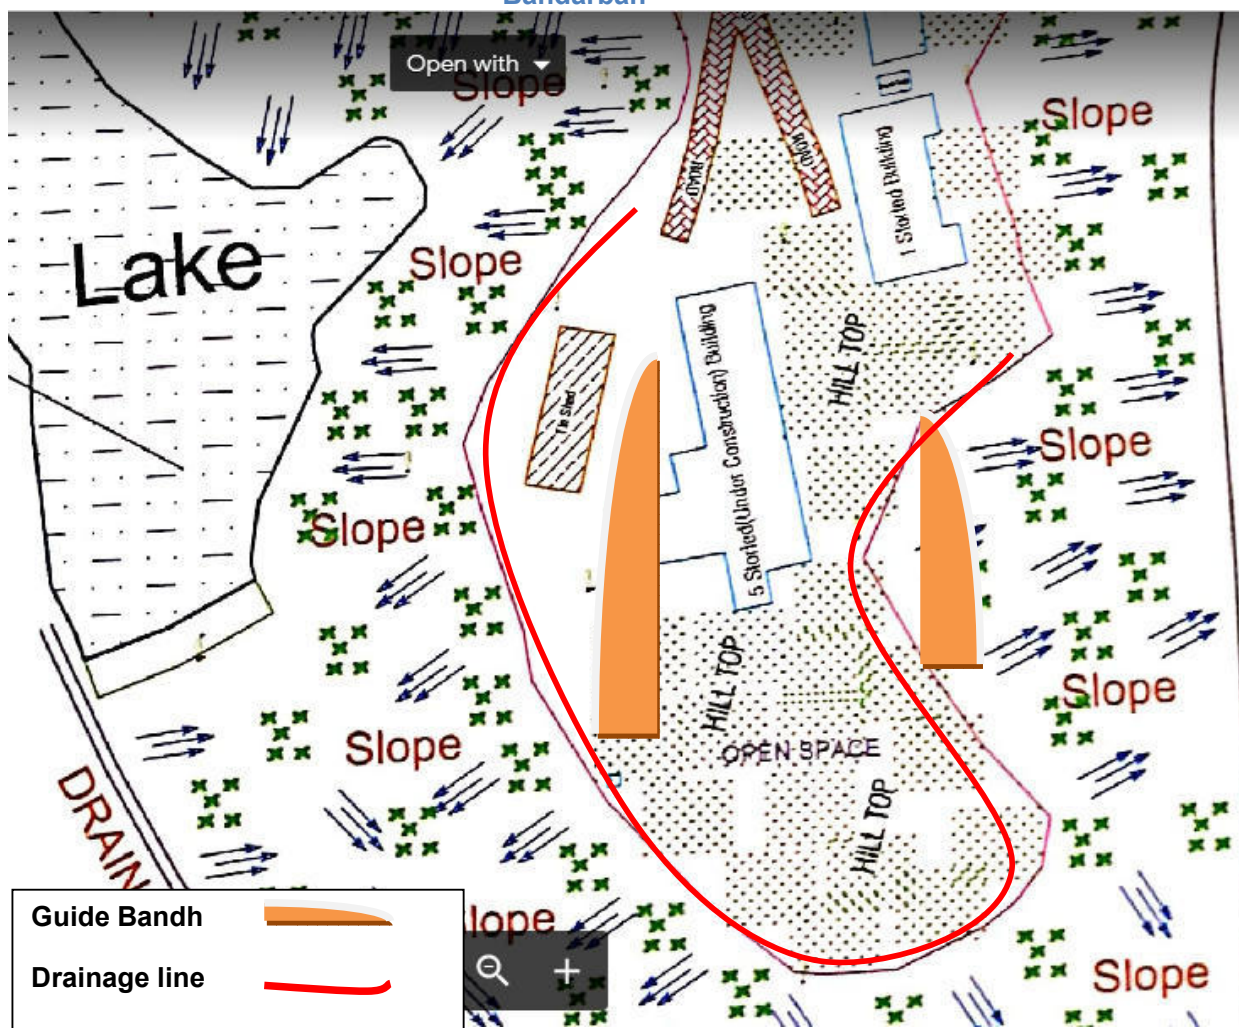 Bandarban
Open with
Slope
Slope
1 Storied Building
ROAD
ROAD
Lake
Slope
5 Storied(Under Construction) Building
HILL TOP
Tin Shed
Slope
Slope
HILL TOP
Slope
Slope
OPEN SPACE
HILL TOP
DRAIN
Guide Bandh
Slope
Drainage line
Slope